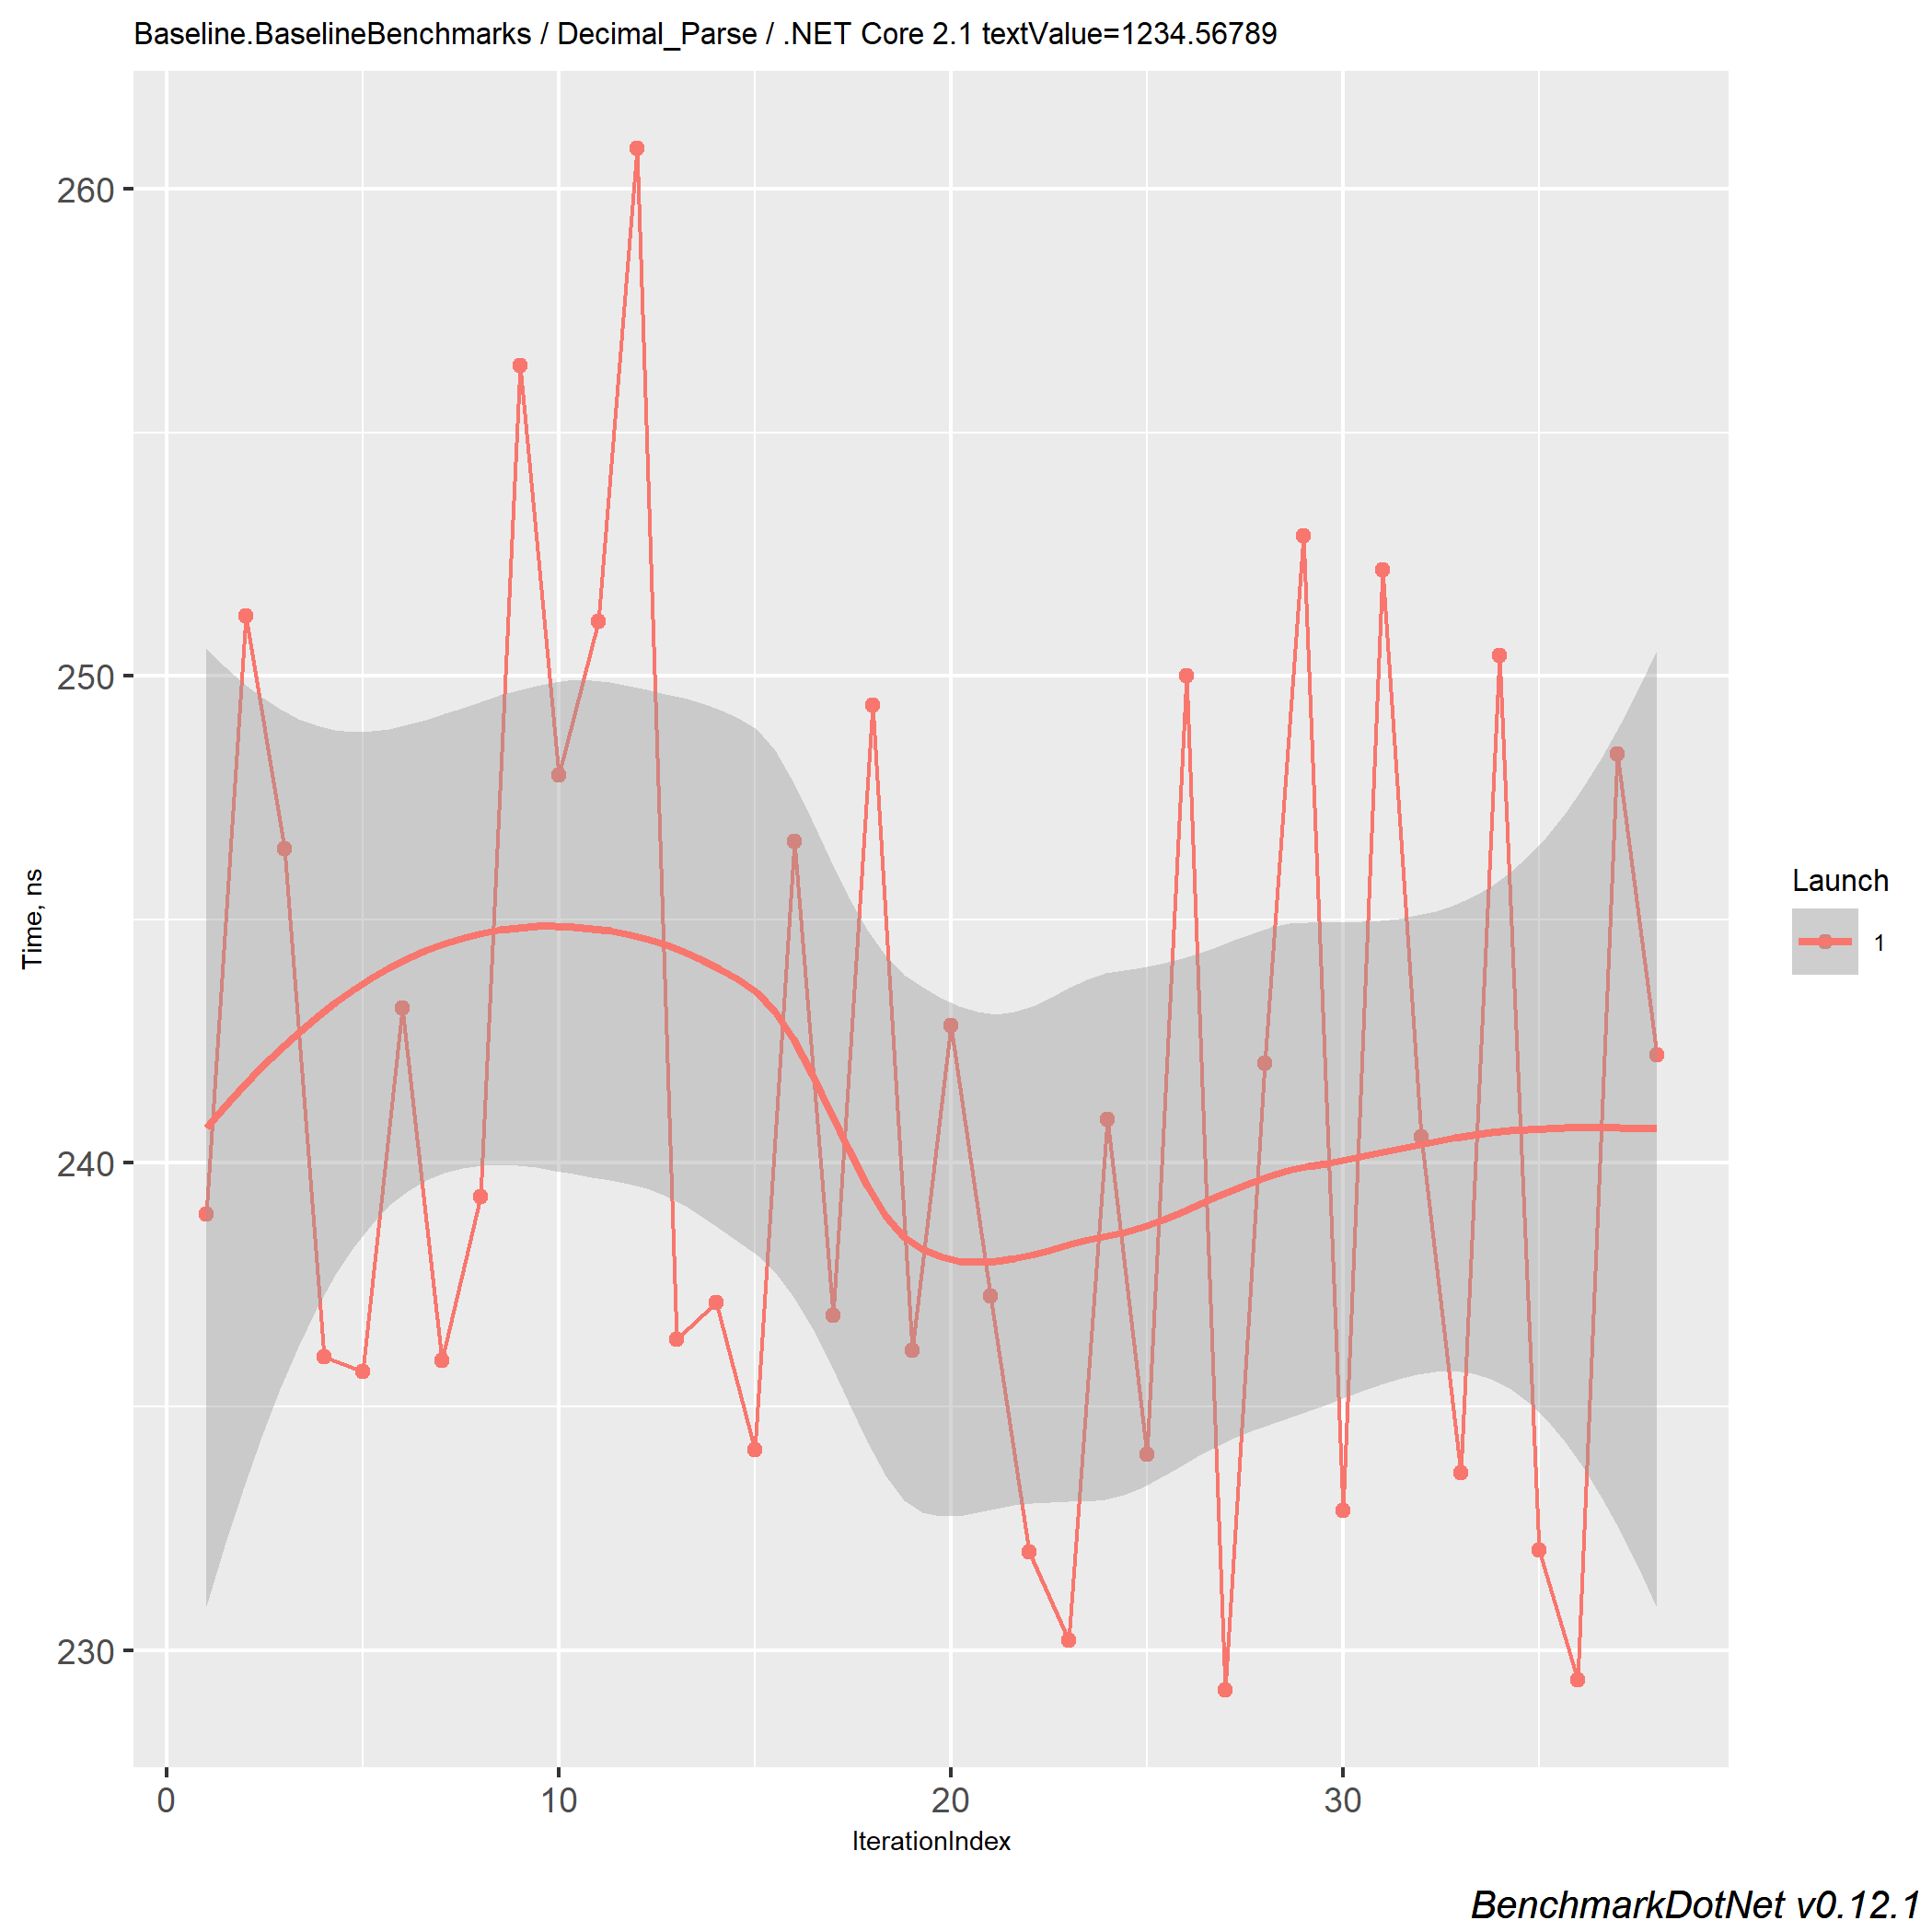 Baseline.BaselineBenchmarks / Decimal_Parse / .NET Core 2.1 textValue=1234.56789
260
250
240
230
Time, ns
0 10 20 30
IterationIndex
Launch
1
BenchmarkDotNet v0.12.1